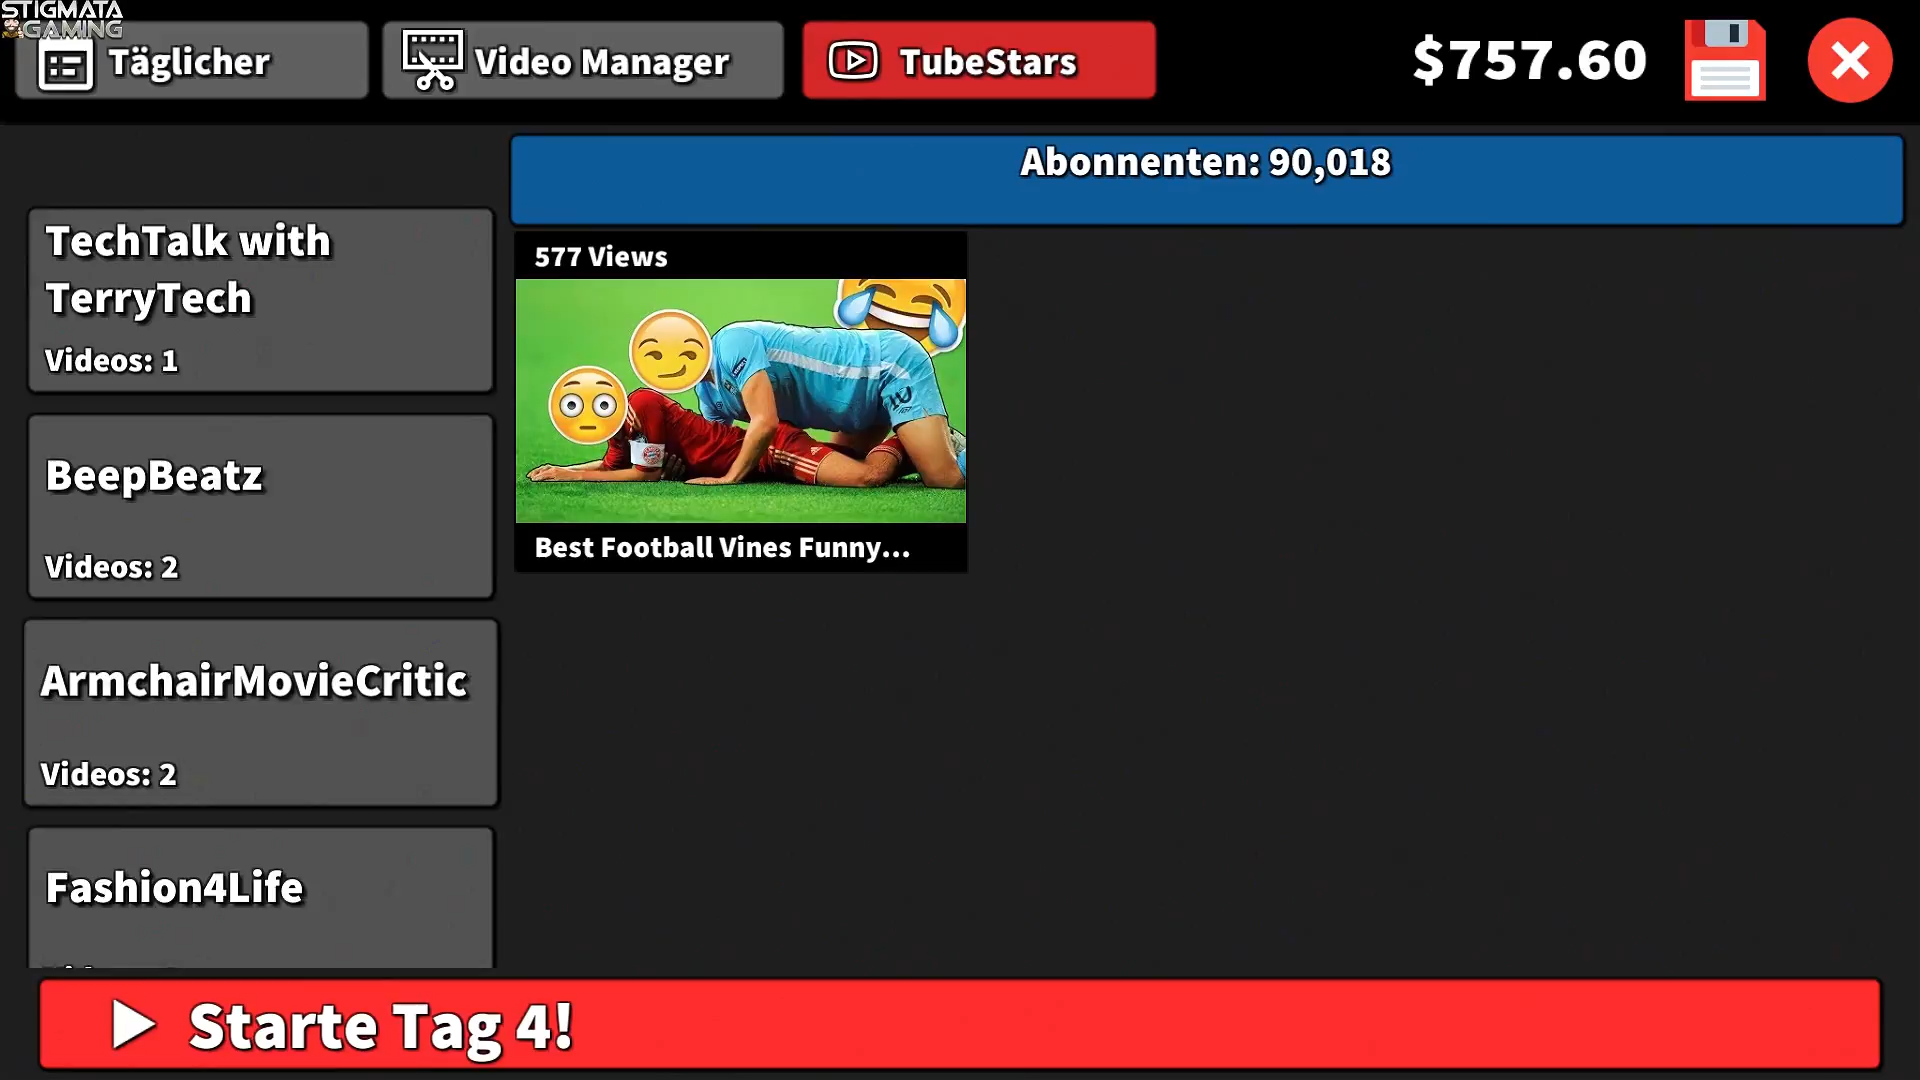 STIGMATA
GAMING
Täglicher
Video Manager
TubeStars
$757.60
Abonnenten: 90,018
TechTalk with
TerryTech
Videos: 1
BeepBeatz
Videos: 2
ArmchairMovieCritic
Videos: 2
Fashion4Life
577 Views
10
Best Football Vines Funny...
Starte Tag 4!